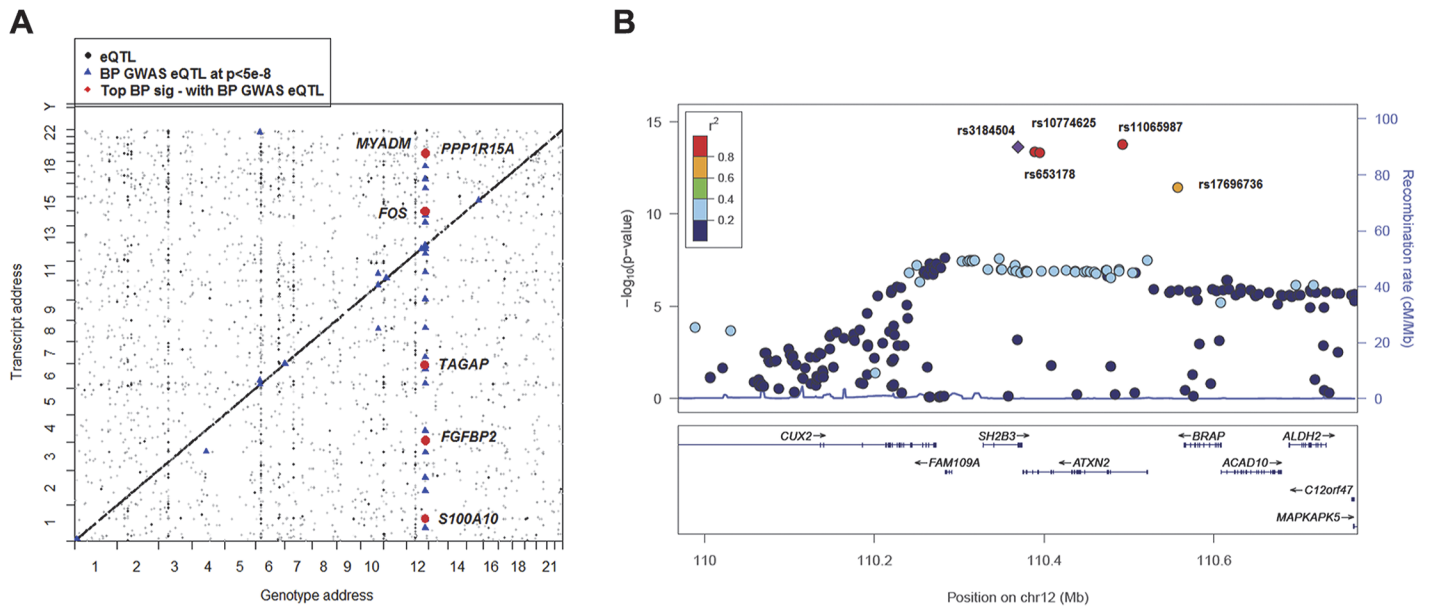 A
eQTL
BP GWAS eQTL at p<5e-8
Top BP sig - with BP GWAS eQTL
Transcript address
Y
22
18
15
13
11
9
8
7
6
5
4
3
2
1
MYADM
PPP1R15A
FOS
TAGAP
FGFBP2
S100A10
1 2 3 4 5 6 7 8 9 10 12 14 16 18 21
Genotype address
B
r²
0.8
0.6
0.4
0.2
−log₁₀(p−value)
15
10
5
0
rs3184504
rs10774625
rs11065987
rs653178
rs17696736
100
80
60
40
20
0
Recombination rate (cM/Mb)
CUX2→
SH2B3→
←BRAP
ALDH2→
←FAM109A
←ATXN2
ACAD10→
←C12orf47
MAPKAPK5→
110 110.2 110.4 110.6
Position on chr12 (Mb)